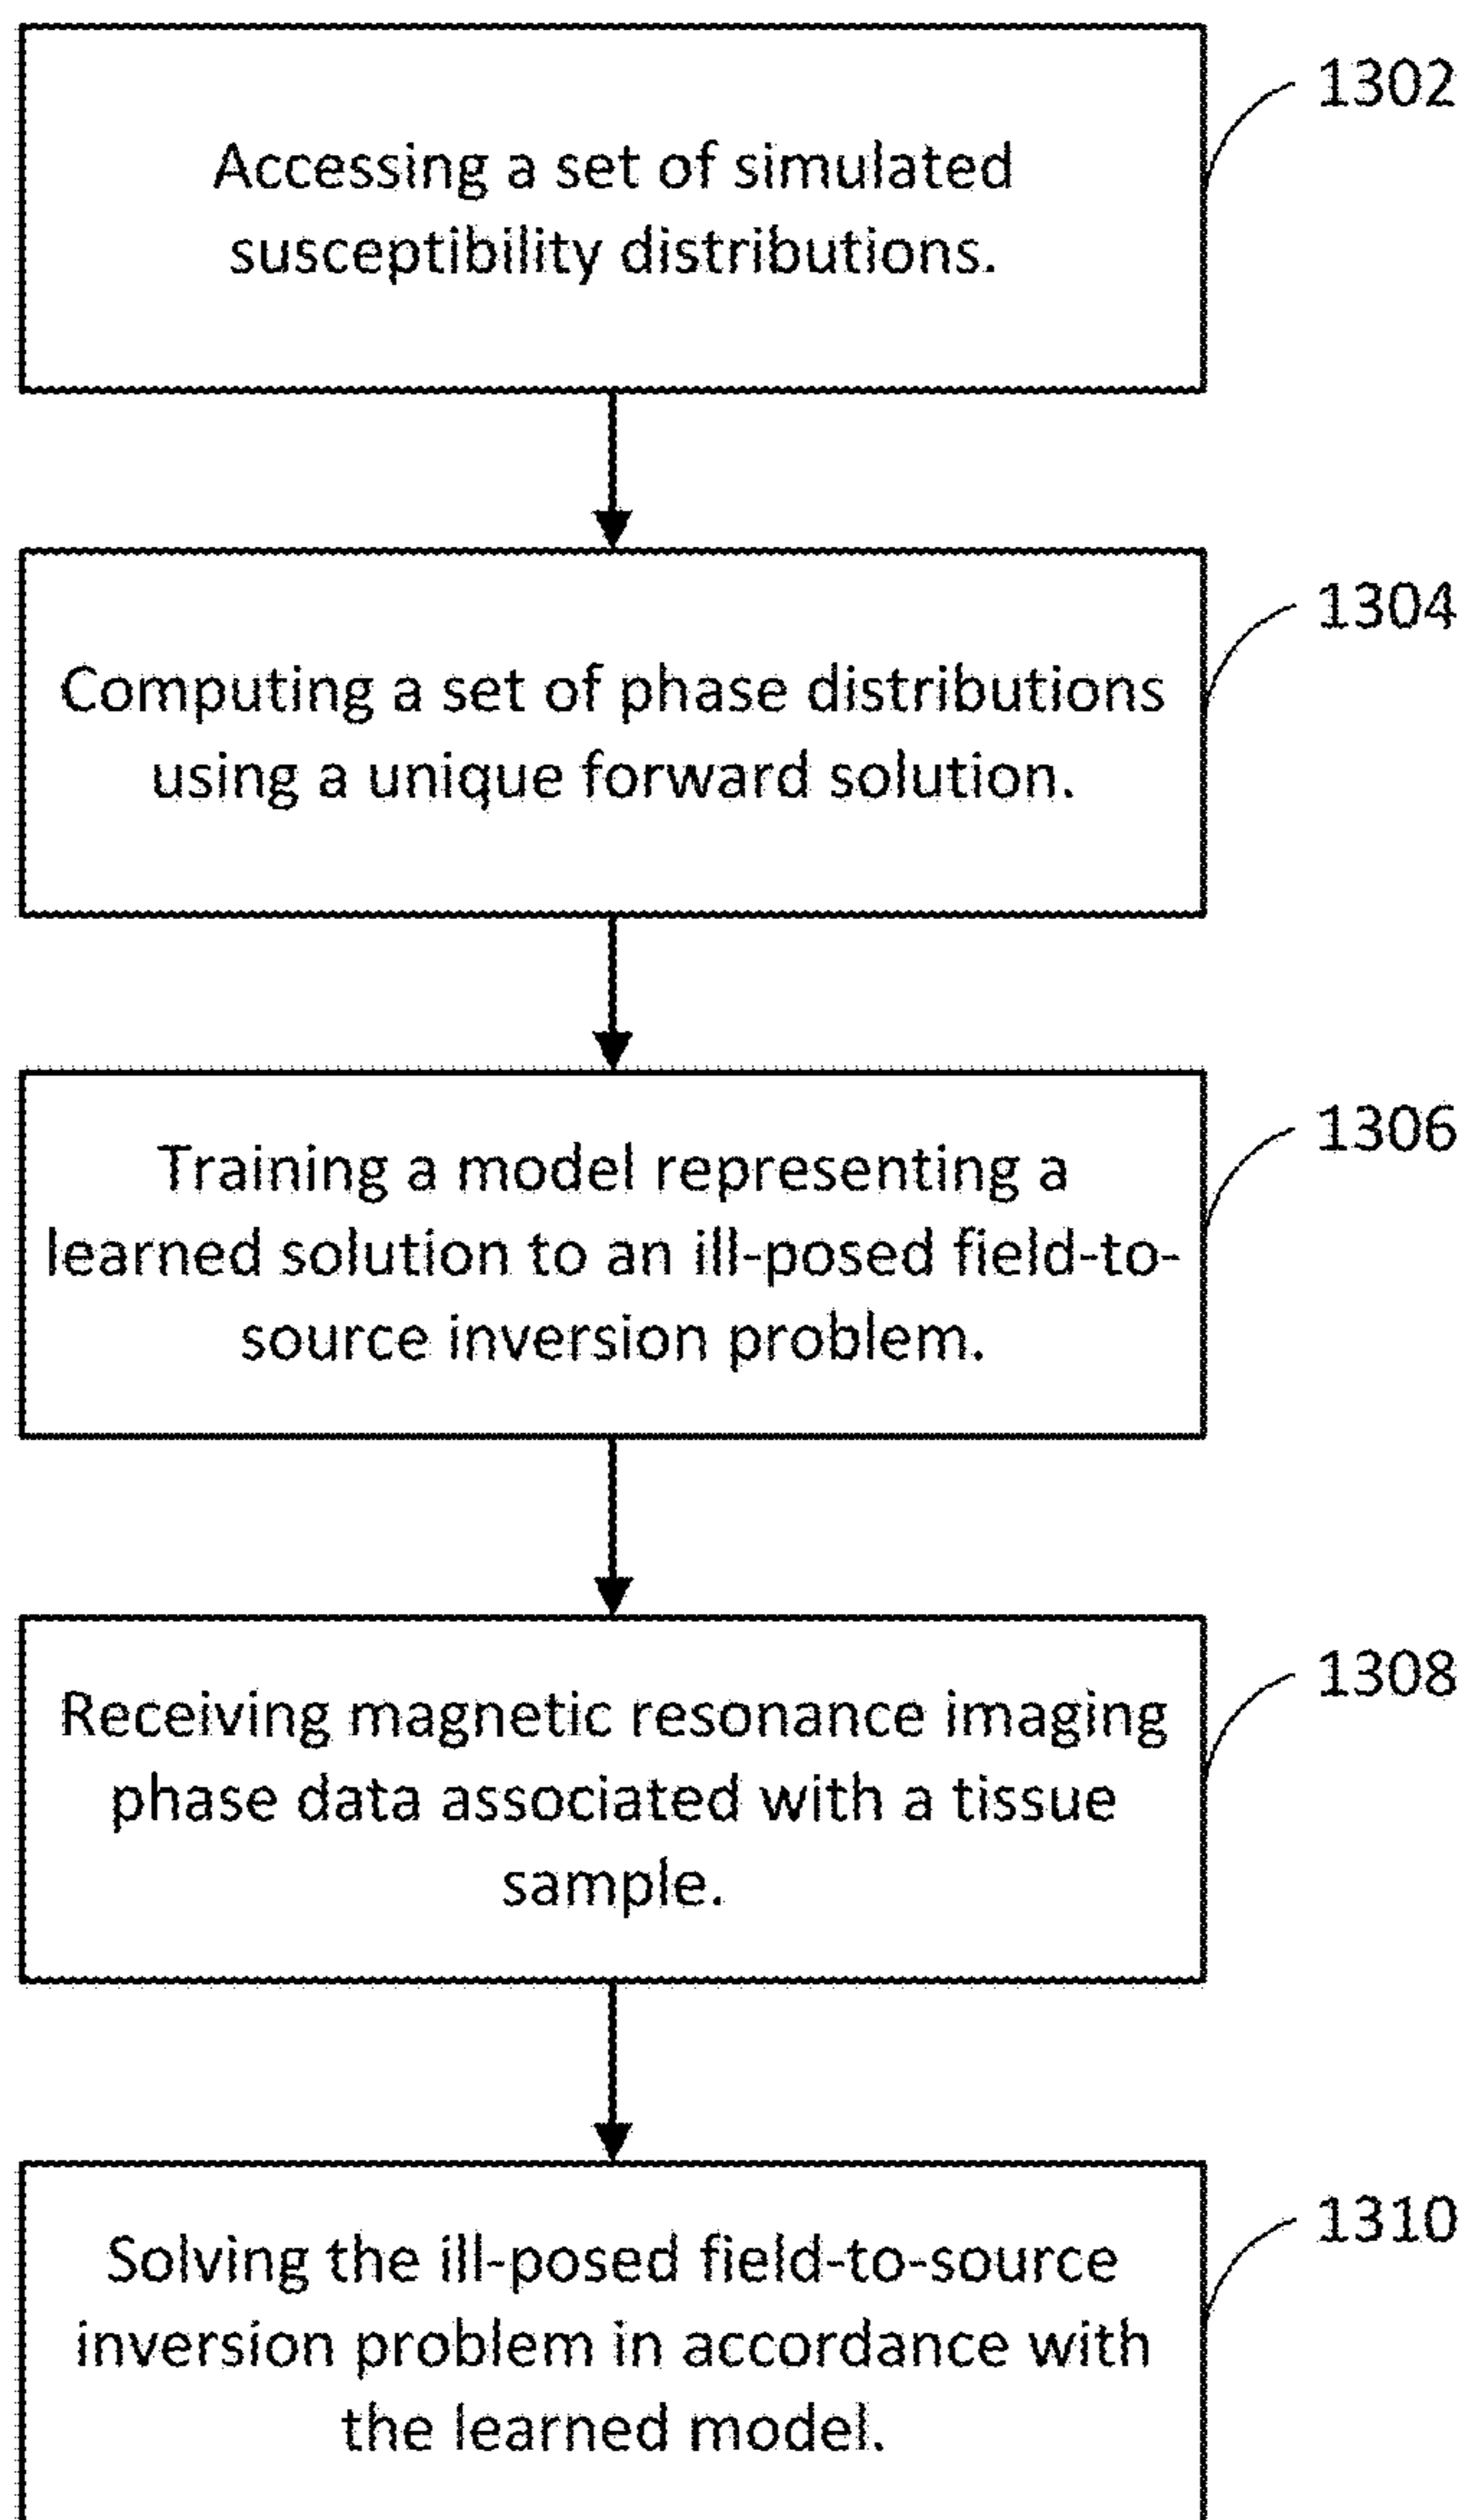 1302
Accessing a set of simulated
susceptibility distributions.
1304
Computing a set of phase distributions
using a unique forward solution.
1306
Training a model representing a
learned solution to an ill-posed field-to-
source inversion problem.
1308
Receiving magnetic resonance imaging
phase data associated with a tissue
sample.
1310
Solving the ill-posed field-to-source
inversion problem in accordance with
the learned model.